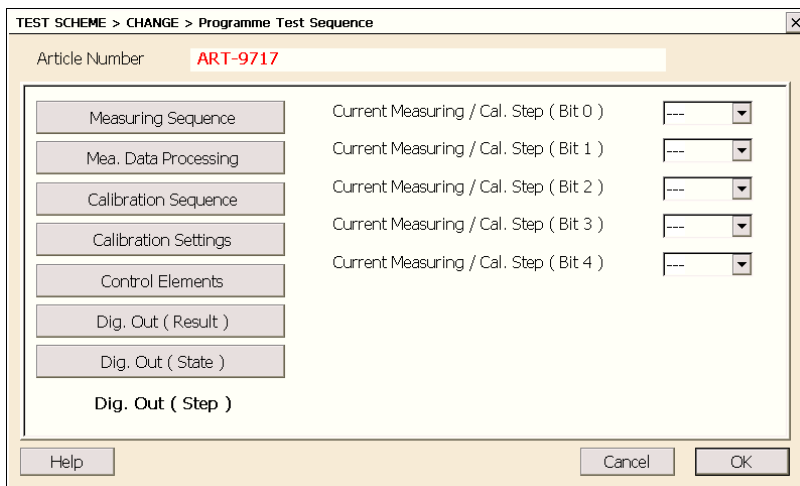 TEST SCHEME > CHANGE > Programme Test Sequence
Article Number ART-9717
Measuring Sequence
Mea. Data Processing
Calibration Sequence
Calibration Settings
Control Elements
Dig. Out ( Result )
Dig. Out ( State )
Dig. Out ( Step )
Current Measuring / Cal. Step ( Bit 0 ) ---
Current Measuring / Cal. Step ( Bit 1 ) ---
Current Measuring / Cal. Step ( Bit 2 ) ---
Current Measuring / Cal. Step ( Bit 3 ) ---
Current Measuring / Cal. Step ( Bit 4 ) ---
Help
Cancel
OK